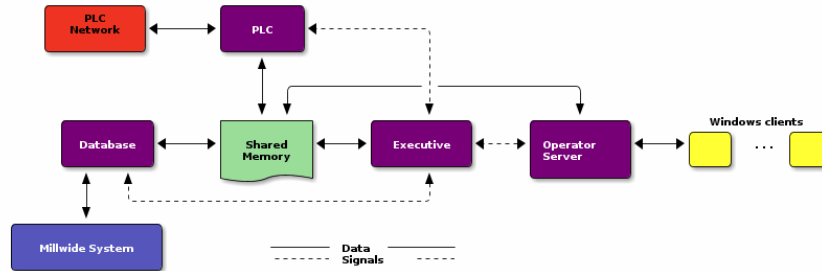 PLC
Network
PLC
Windows clients
Database
Shared
Memory
Executive
Operator
Server
...
Millwide System
Data
Signals